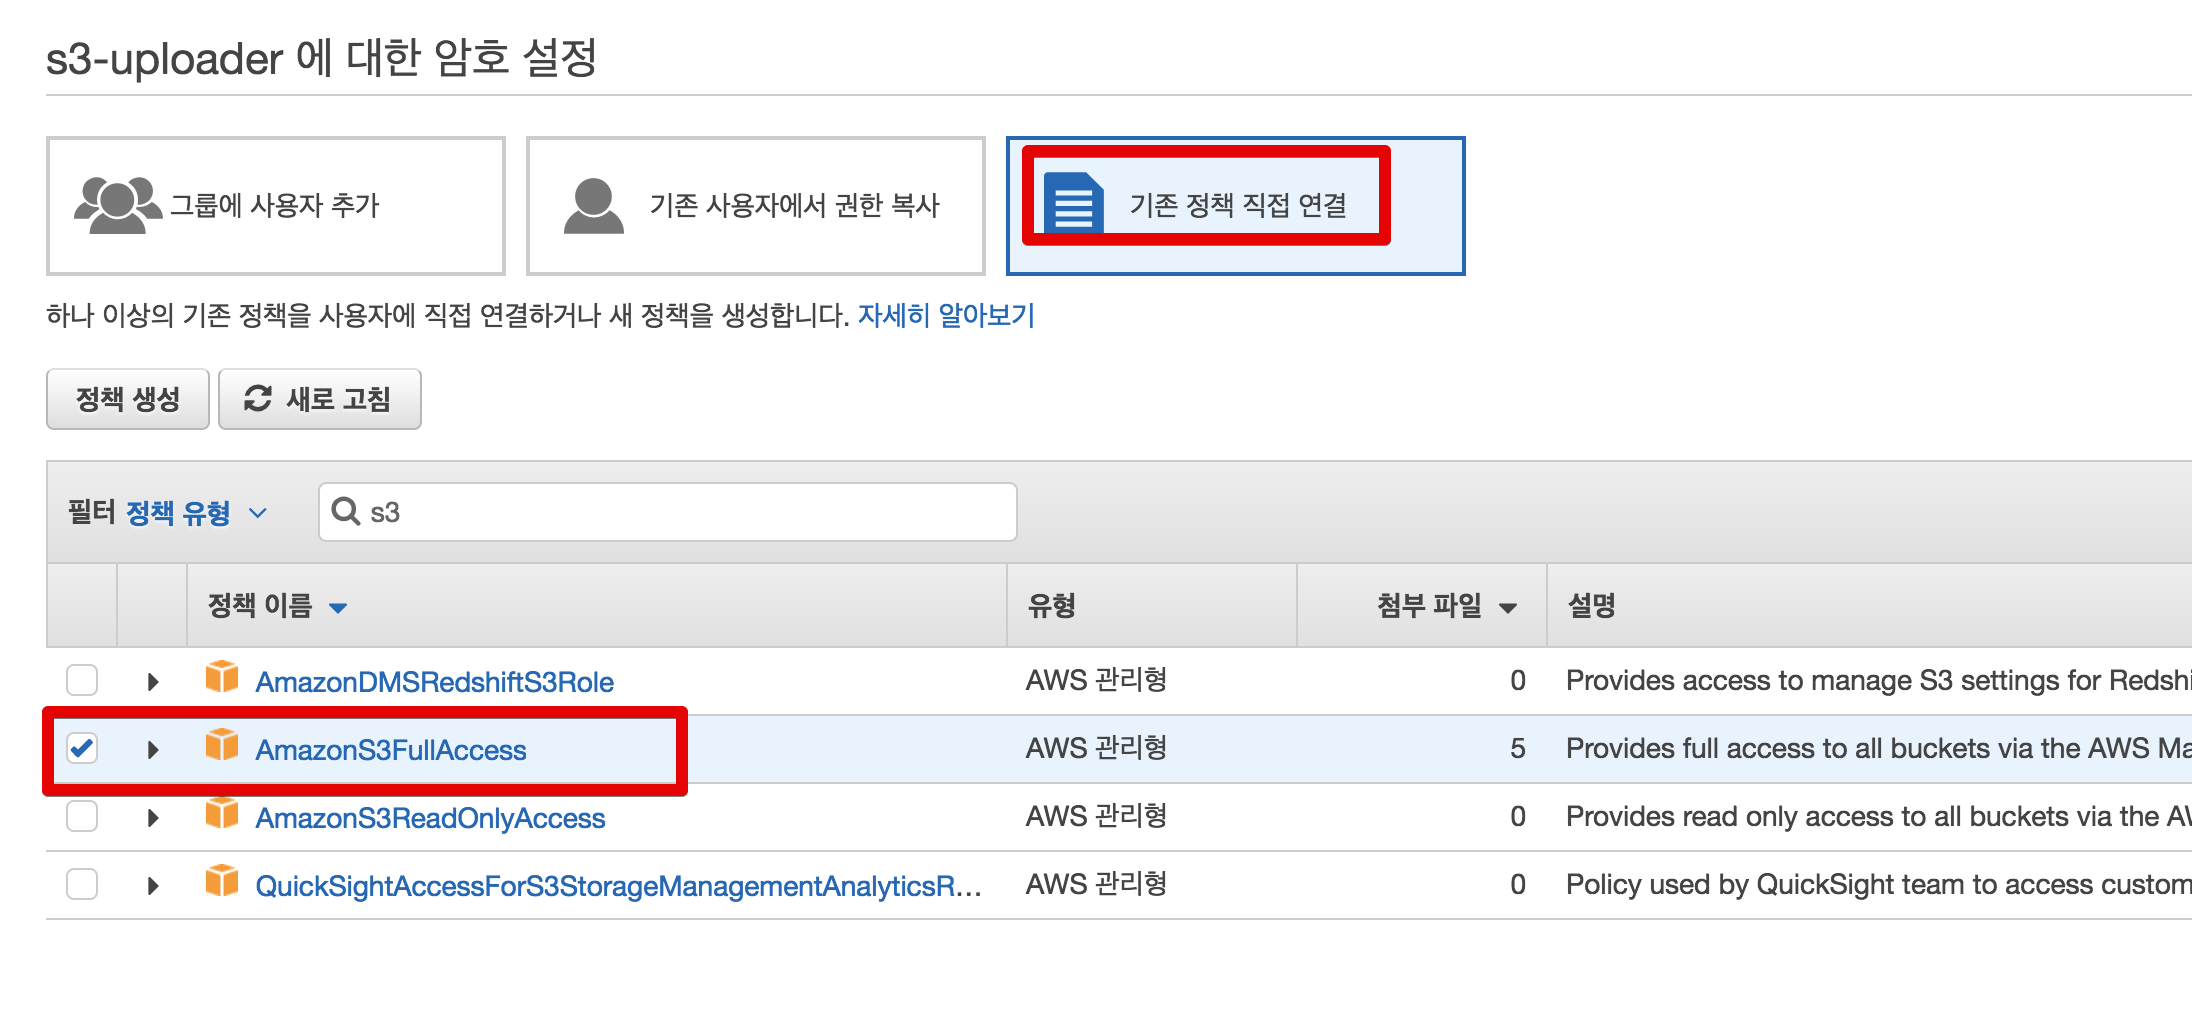 s3-uploader 에 대한 암호 설정
그룹에 사용자 추가
기존 사용자에서 권한 복사
기존 정책 직접 연결
하나 이상의 기존 정책을 사용자에 직접 연결하거나 새 정책을 생성합니다. 자세히 알아보기
정책 생성 새로 고침
필터 정책 유형 s3
정책 이름 유형 첨부 파일 설명
AmazonDMSRedshiftS3Role AWS 관리형 0 Provides access to manage S3 settings for Redshi
AmazonS3FullAccess AWS 관리형 5 Provides full access to all buckets via the AWS Ma
AmazonS3ReadOnlyAccess AWS 관리형 0 Provides read only access to all buckets via the AW
QuickSightAccessForS3StorageManagementAnalyticsR... AWS 관리형 0 Policy used by QuickSight team to access custom